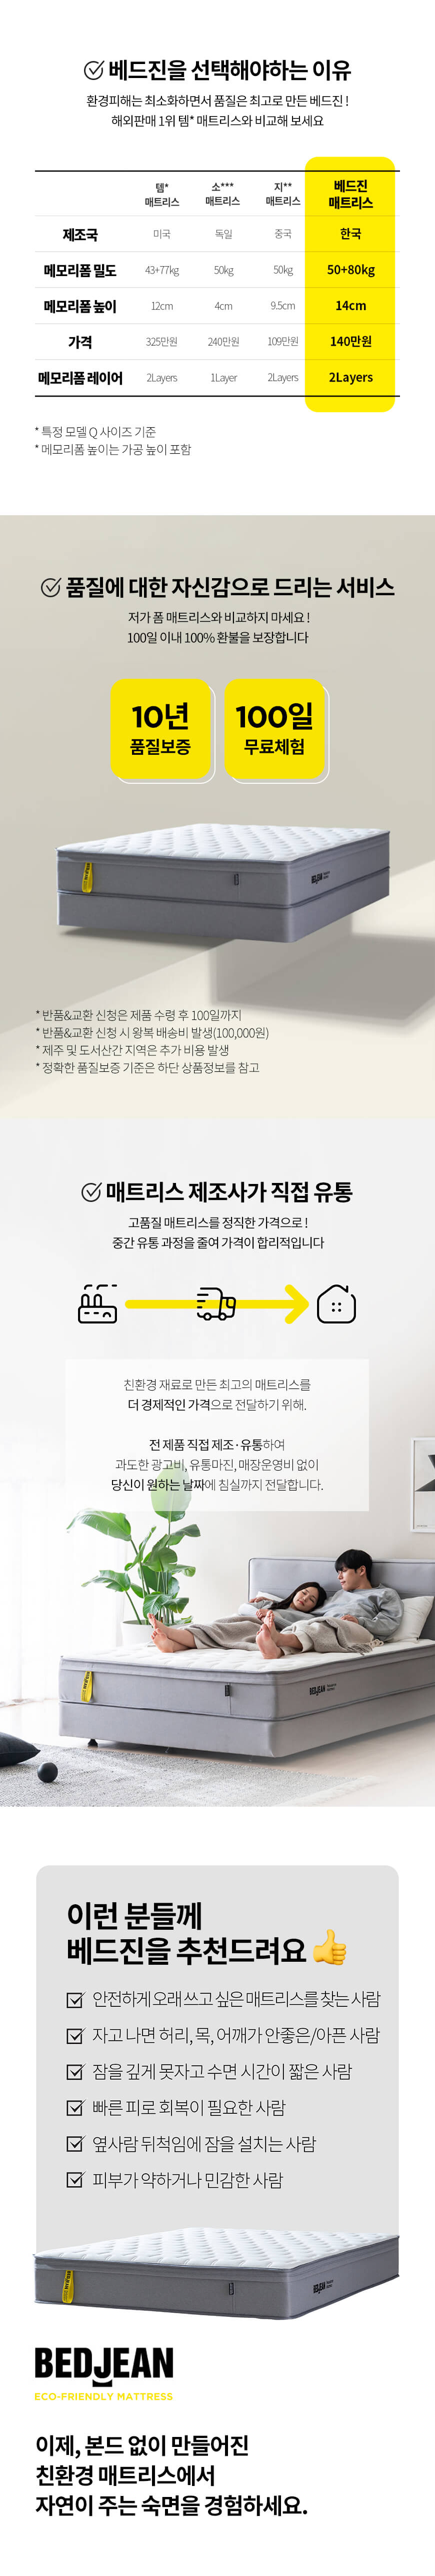 베드진을 선택해야하는 이유
환경피해는 최소화하면서 품질은 최고로 만든 베드진 !
해외판매 1위 템* 매트리스와 비교해 보세요
템* 매트리스 소*** 매트리스 지** 매트리스 베드진 매트리스
제조국 미국 독일 중국 한국
메모리폼 밀도 43+77kg 50kg 50kg 50+80kg
메모리폼 높이 12cm 4cm 9.5cm 14cm
가격 325만원 240만원 109만원 140만원
메모리폼 레이어 2Layers 1Layer 2Layers 2Layers
* 특정 모델 Q 사이즈 기준
* 메모리폼 높이는 가공 높이 포함
품질에 대한 자신감으로 드리는 서비스
저가 폼 매트리스와 비교하지 마세요 !
100일 이내 100% 환불을 보장합니다
10년 100일
품질보증 무료체험
BEDJEAN
* 반품&교환 신청은 제품 수령 후 100일까지
* 반품&교환 신청 시 왕복 배송비 발생(100,000원)
* 제주 및 도서산간 지역은 추가 비용 발생
* 정확한 품질보증 기준은 하단 상품정보를 참고
매트리스 제조사가 직접 유통
고품질 매트리스를 정직한 가격으로 !
중간 유통 과정을 줄여 가격이 합리적입니다
친환경 재료로 만든 최고의 매트리스를
더 경제적인 가격으로 전달하기 위해.
전 제품 직접 제조 · 유통하여
과도한 광고비, 유통마진, 매장운영비 없이
당신이 원하는 날짜에 침실까지 전달합니다.
BEDJEAN
이런 분들께
베드진을 추천드려요 👍
안전하게 오래 쓰고 싶은 매트리스를 찾는 사람
자고 나면 허리, 목, 어깨가 안좋은/아픈 사람
잠을 깊게 못자고 수면 시간이 짧은 사람
빠른 피로 회복이 필요한 사람
옆사람 뒤척임에 잠을 설치는 사람
피부가 약하거나 민감한 사람
BEDJEAN
BEDJEAN
ECO-FRIENDLY MATTRESS
이제, 본드 없이 만들어진
친환경 매트리스에서
자연이 주는 숙면을 경험하세요.